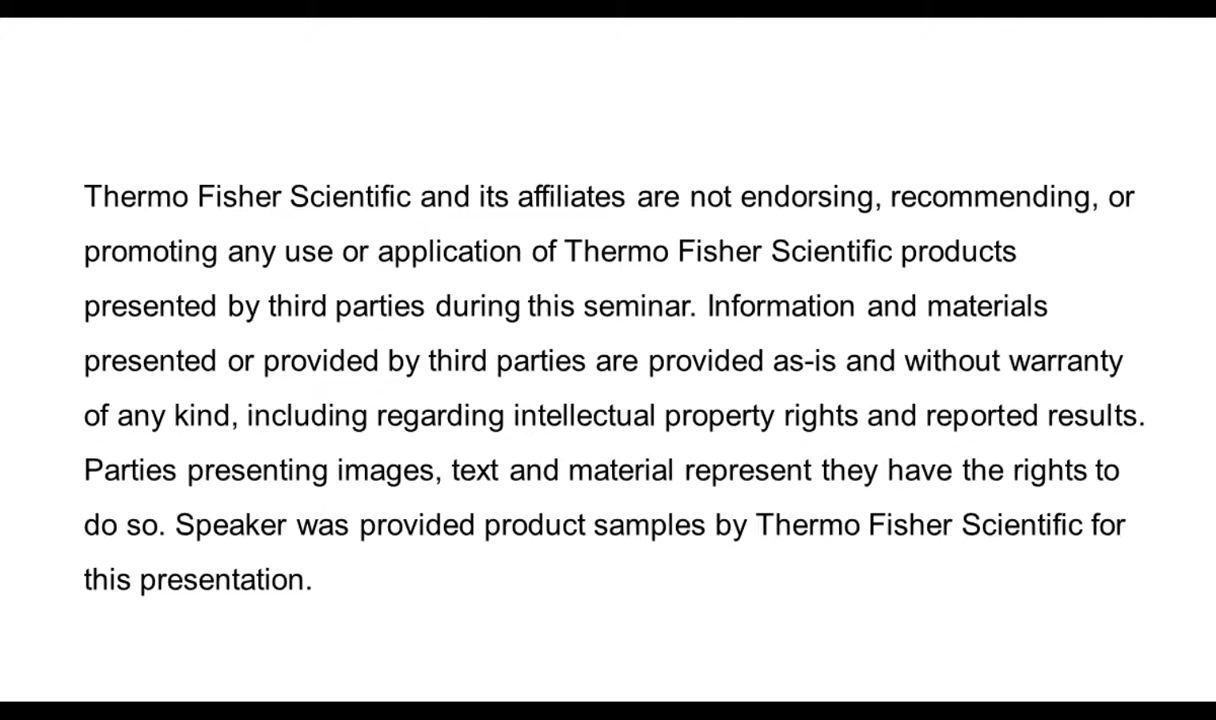 Thermo Fisher Scientific and its affiliates are not endorsing, recommending, or
promoting any use or application of Thermo Fisher Scientific products
presented by third parties during this seminar. Information and materials
presented or provided by third parties are provided as-is and without warranty
of any kind, including regarding intellectual property rights and reported results.
Parties presenting images, text and material represent they have the rights to
do so. Speaker was provided product samples by Thermo Fisher Scientific for
this presentation.